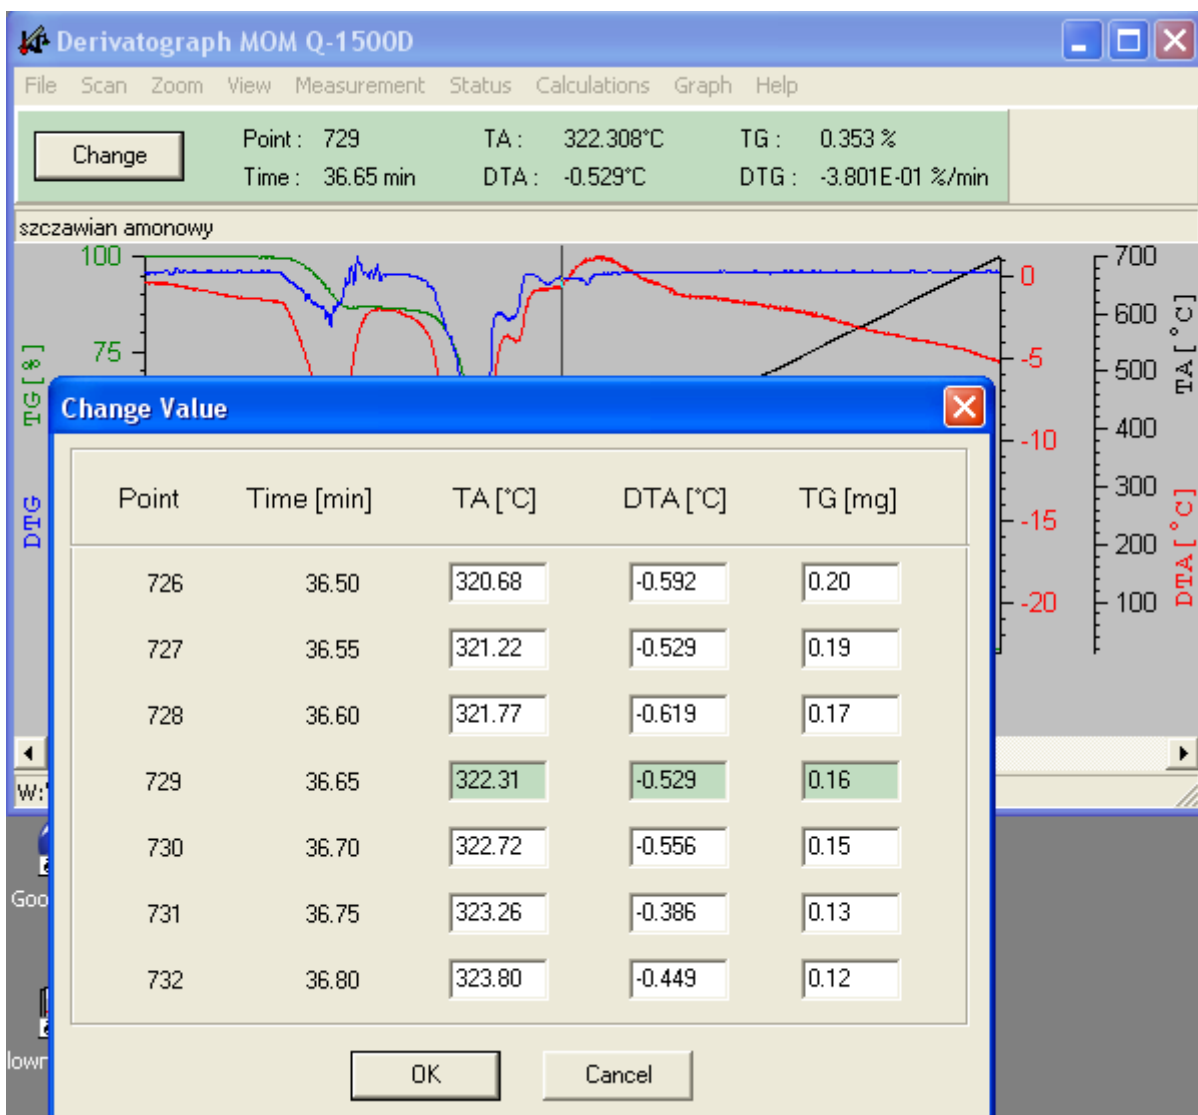 Derivatograph MOM Q-1500D
File Scan Zoom View Measurement Status Calculations Graph Help
Change
Point : 729 TA : 322.308°C TG : 0.353 %
Time : 36.65 min DTA : -0.529°C DTG : -3.801E-01 %/min
szczawian amonowy
100
75
TG[%]
DTG
0
-5
-10
-15
-20
700
600
500
400
300
200
100
TA[°C]
DTA[°C]
Change Value
Point Time [min] TA [°C] DTA [°C] TG [mg]
726 36.50 320.68 -0.592 0.20
727 36.55 321.22 -0.529 0.19
728 36.60 321.77 -0.619 0.17
729 36.65 322.31 -0.529 0.16
730 36.70 322.72 -0.556 0.15
731 36.75 323.26 -0.386 0.13
732 36.80 323.80 -0.449 0.12
OK Cancel
W:
Goo